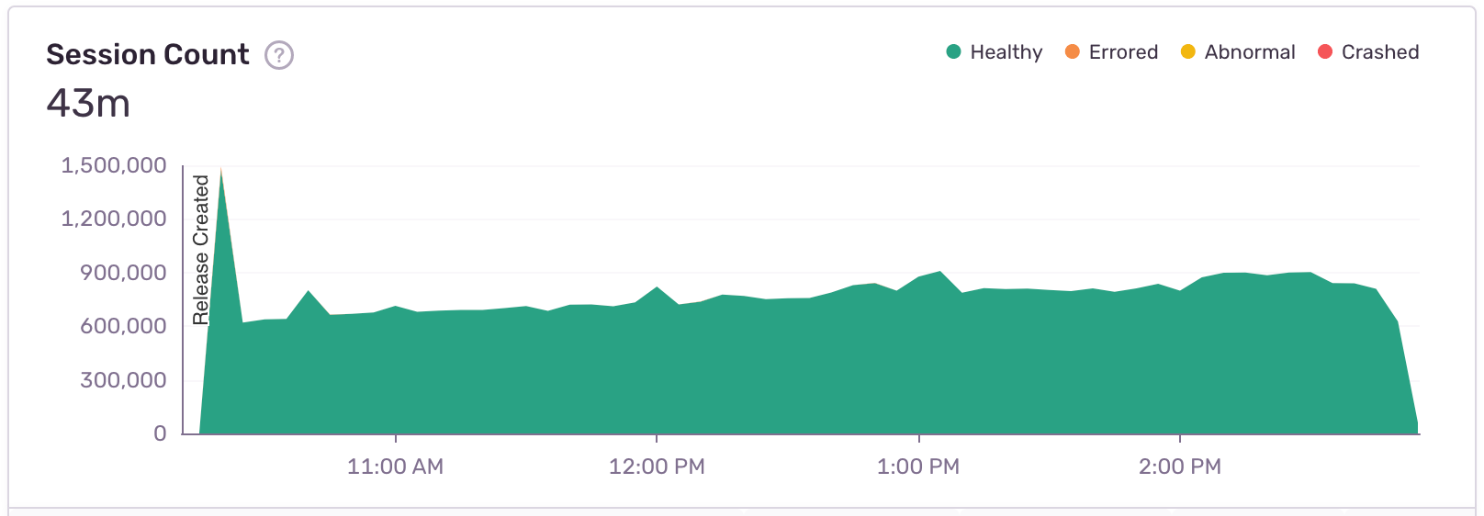 Session Count ?
Healthy Errored Abnormal Crashed
43m
1,500,000
1,200,000
900,000
600,000
300,000
0
Release Created
11:00 AM 12:00 PM 1:00 PM 2:00 PM